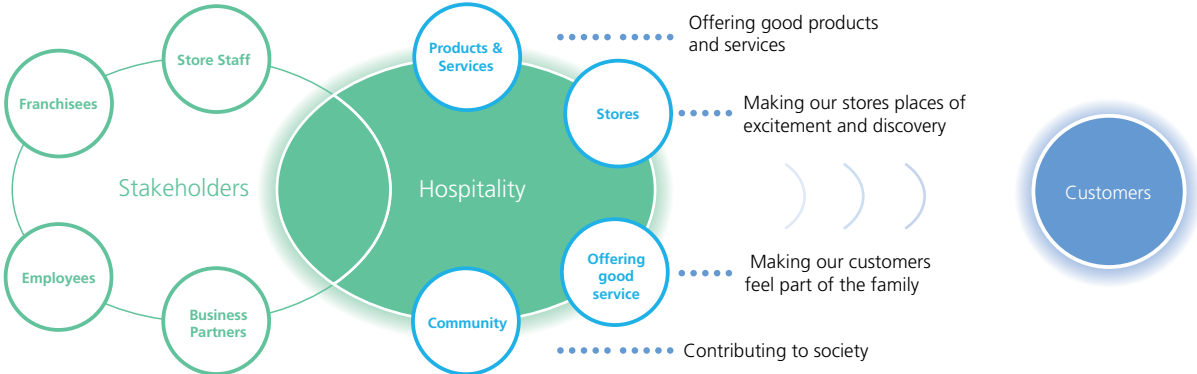 Offering good products
and services
Products &
Services
Store Staff
Franchisees
Stores
Making our stores places of
excitement and discovery
Stakeholders
Hospitality
Customers
Employees
Offering
good
service
Making our customers
feel part of the family
Business
Partners
Community
Contributing to society